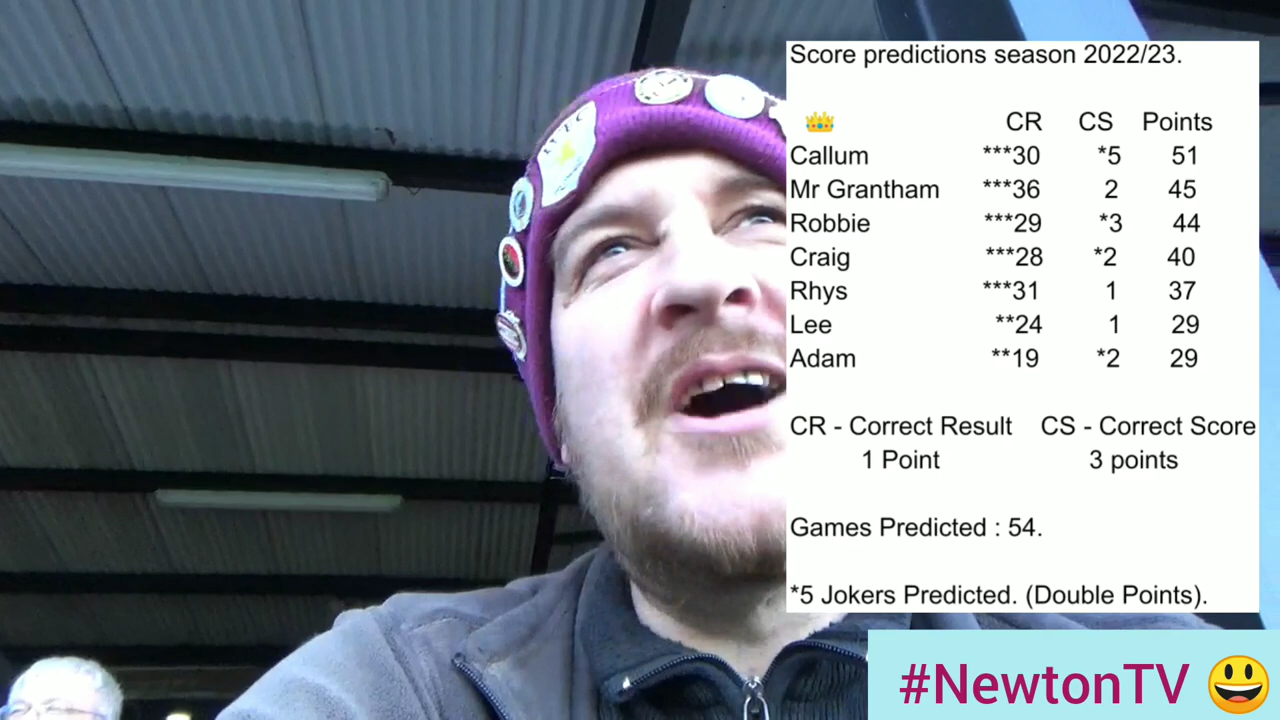 Score predictions season 2022/23.
👑 CR CS Points
Callum ***30 *5 51
Mr Grantham ***36 2 45
Robbie ***29 *3 44
Craig ***28 *2 40
Rhys ***31 1 37
Lee **24 1 29
Adam **19 *2 29
CR - Correct Result CS - Correct Score
1 Point 3 points
Games Predicted : 54.
*5 Jokers Predicted. (Double Points).
#NewtonTV 😃